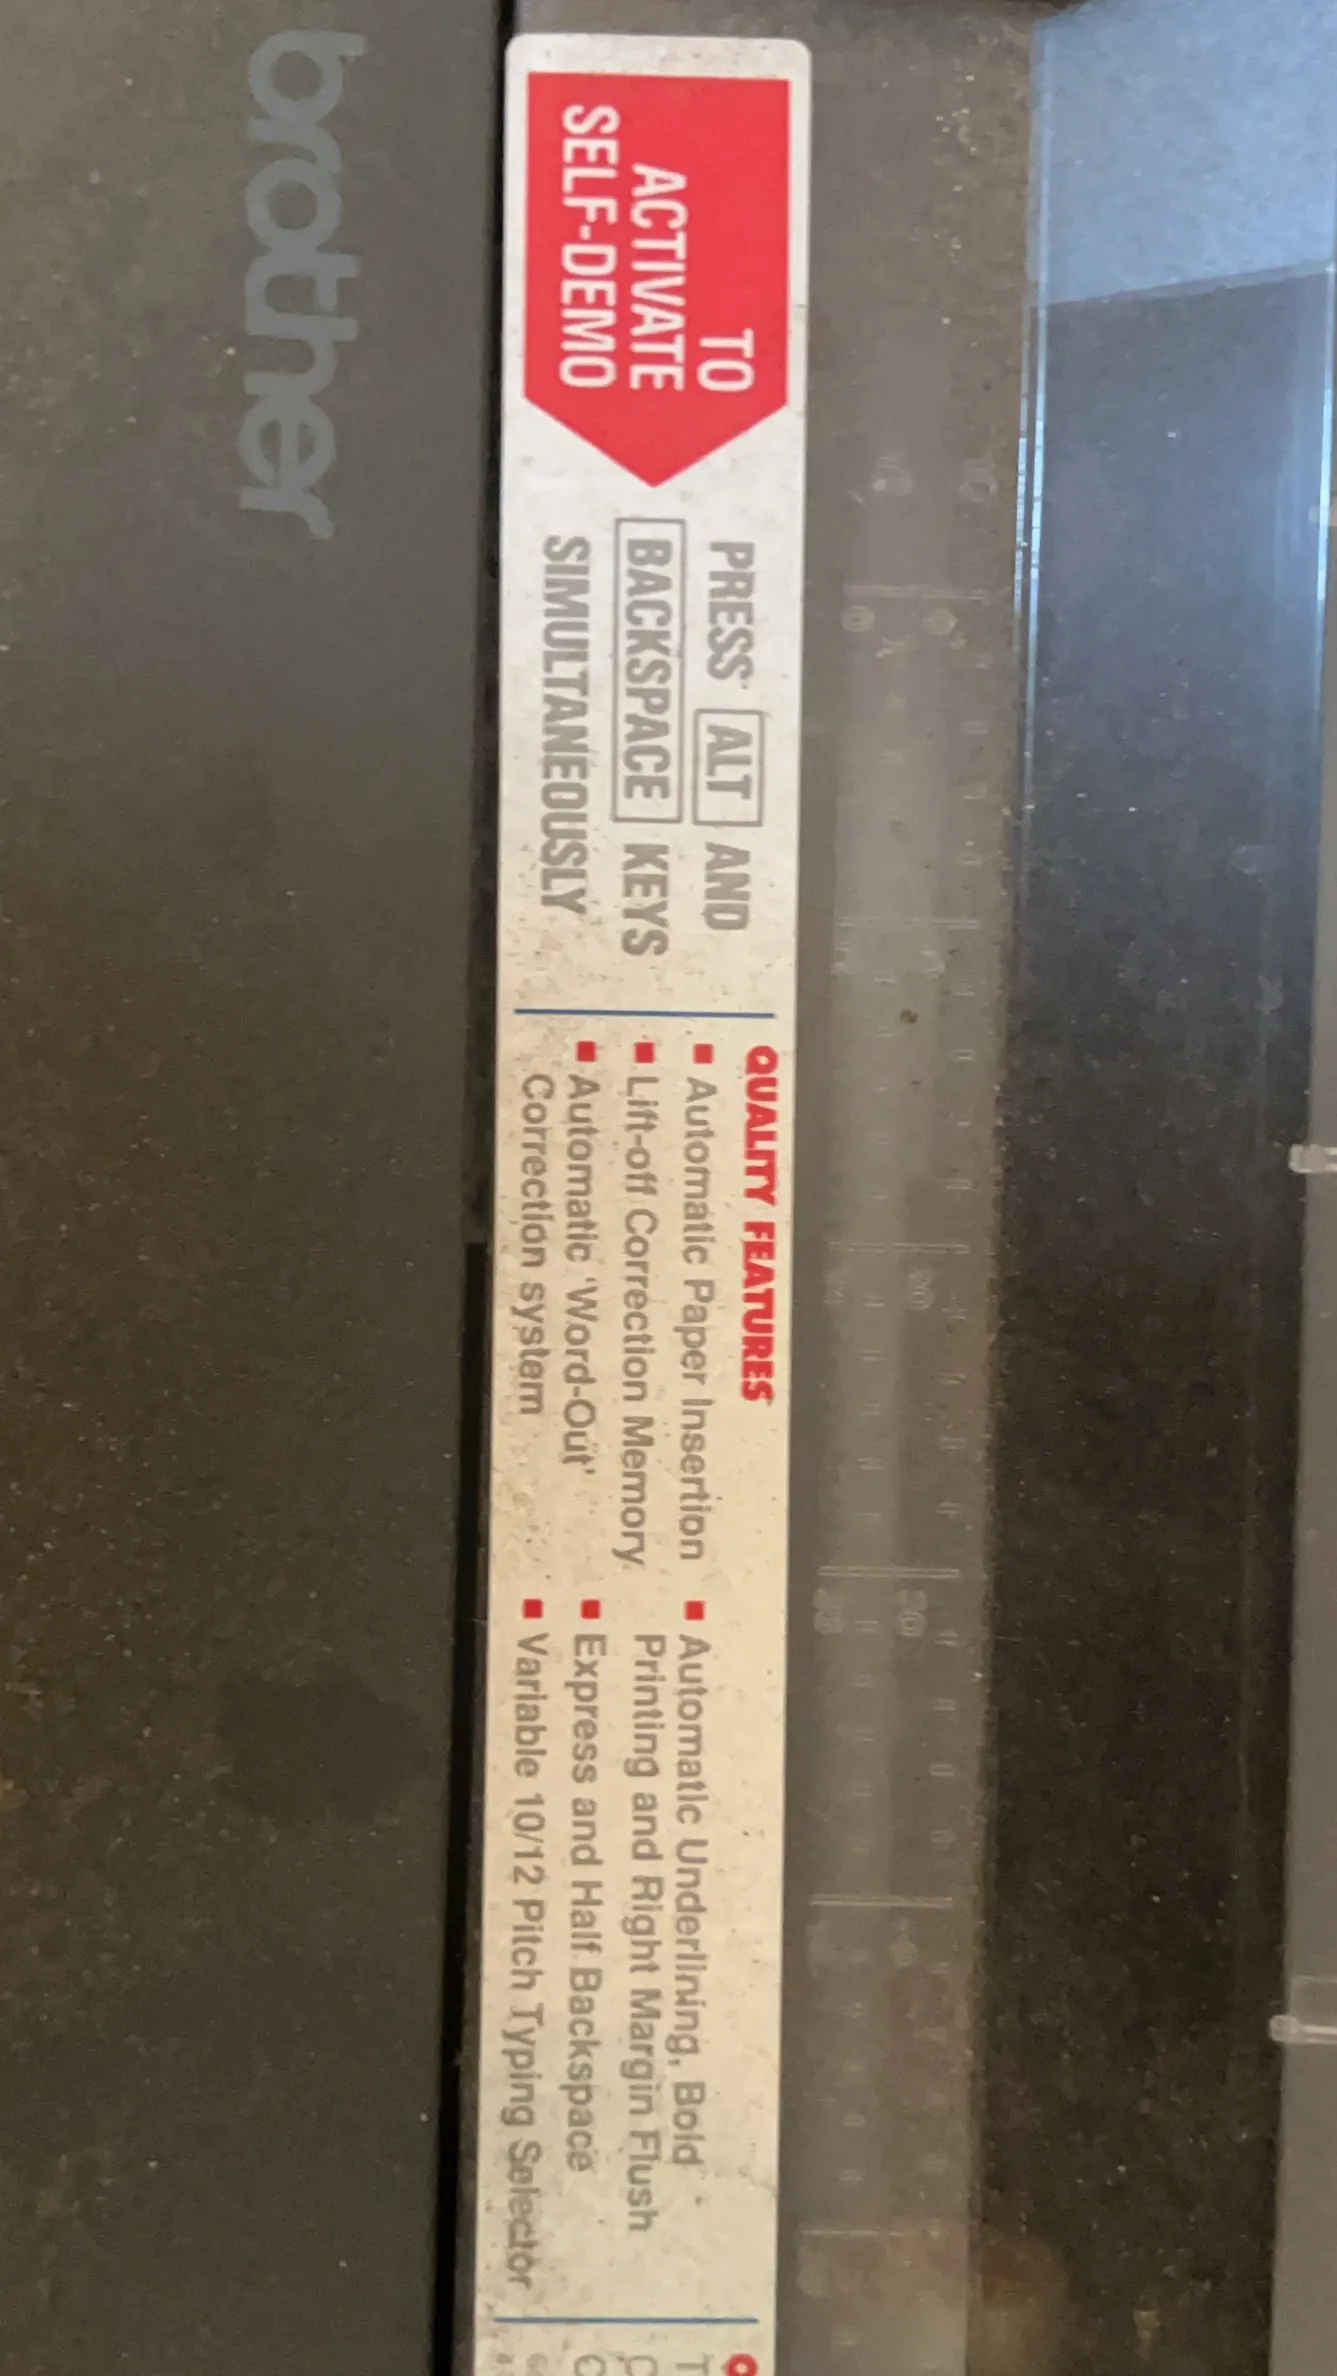 TO
ACTIVATE
SELF-DEMO
PRESS ALT AND
BACKSPACE KEYS
SIMULTANEOUSLY
QUALITY FEATURES
▪ Automatic Paper Insertion
▪ Lift-off Correction Memory
▪ Automatic 'Word-Out'
Correction system
▪ Automatic Underlining, Bold
Printing and Right Margin Flush
▪ Express and Half Backspace
▪ Variable 10/12 Pitch Typing Selector
brother